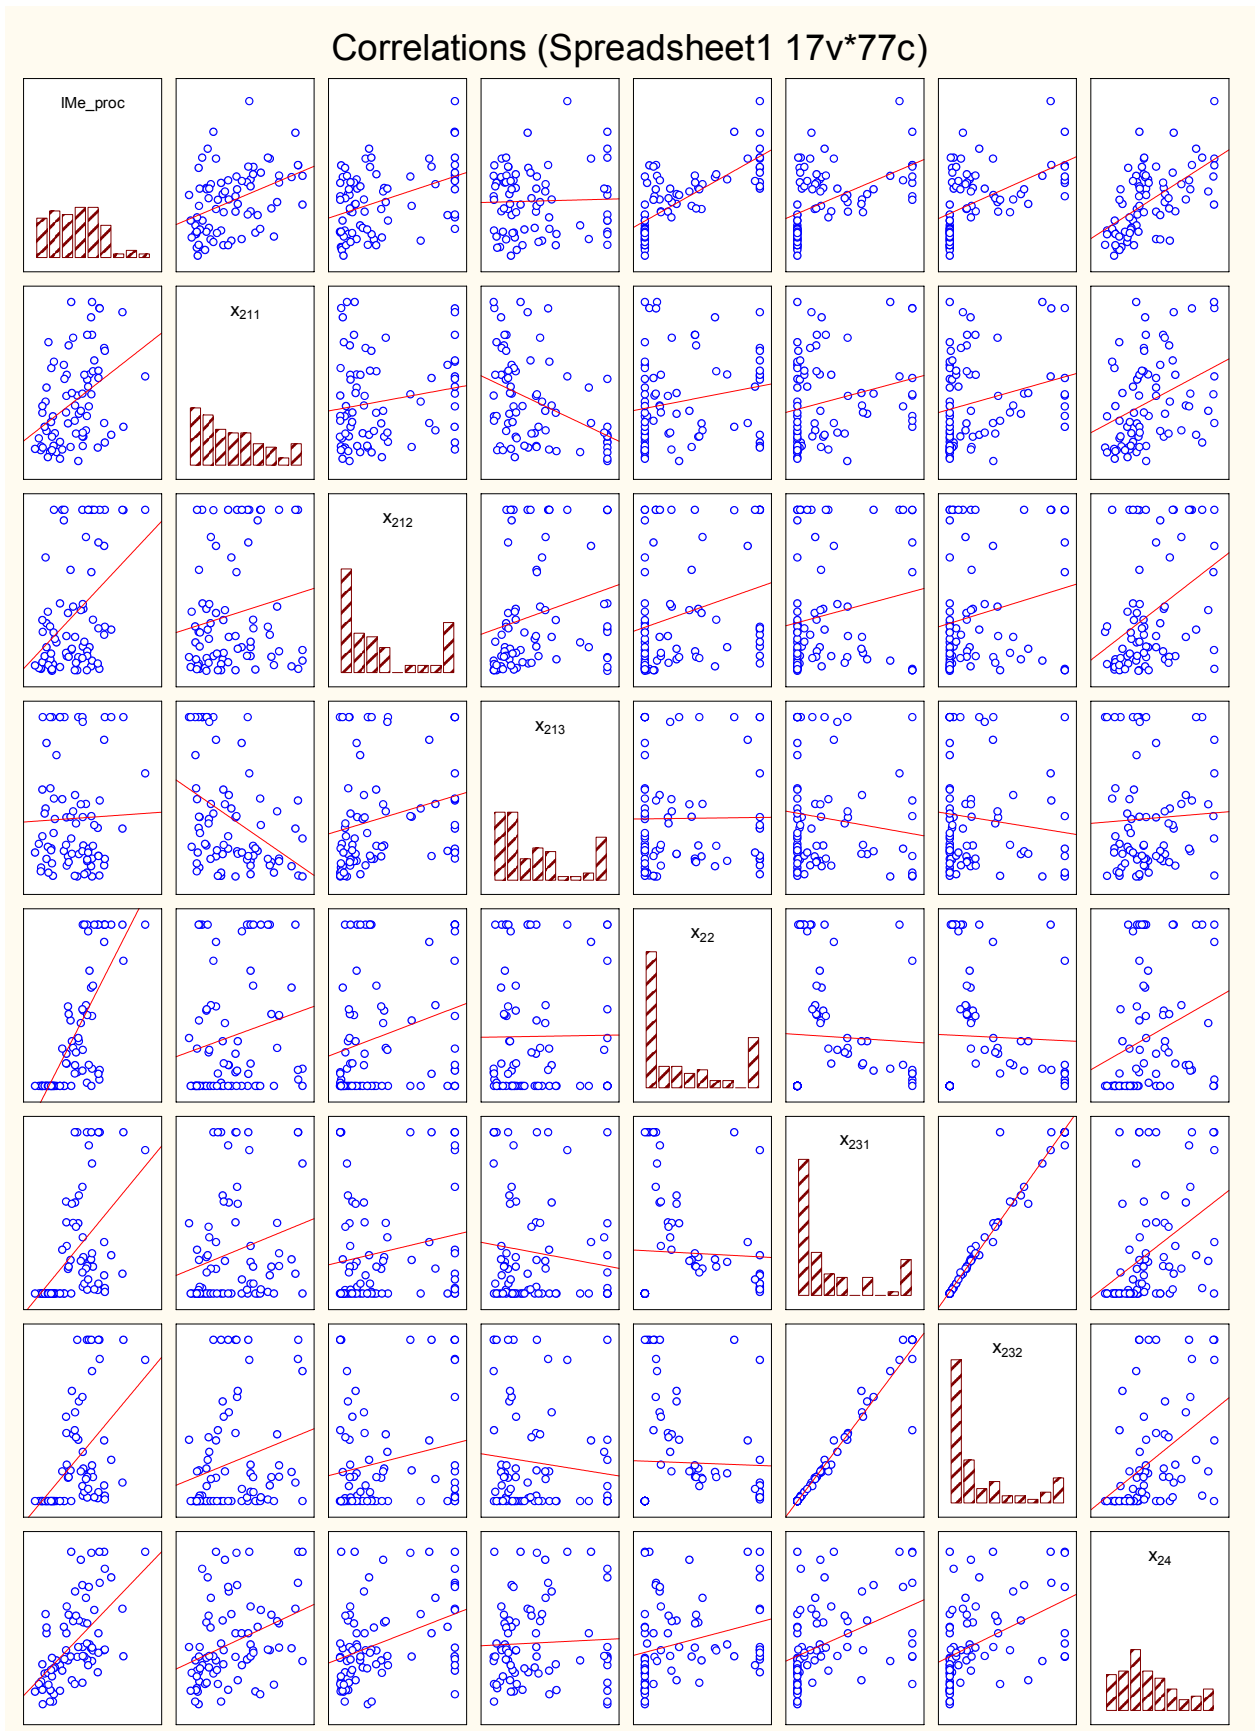 Correlations (Spreadsheet1 17v*77c)
IMe_proc
x211
x212
x213
x22
x231
x232
x24